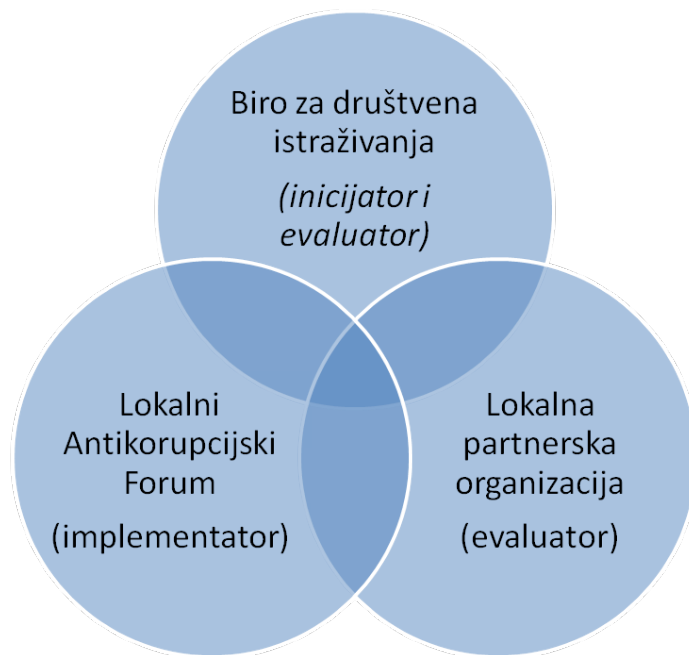 Biro za društvena
istraživanja
(inicijator i
evaluator)
Lokalni
Antikorupcijski
Forum
(implementator)
Lokalna
partnerska
organizacija
(evaluator)